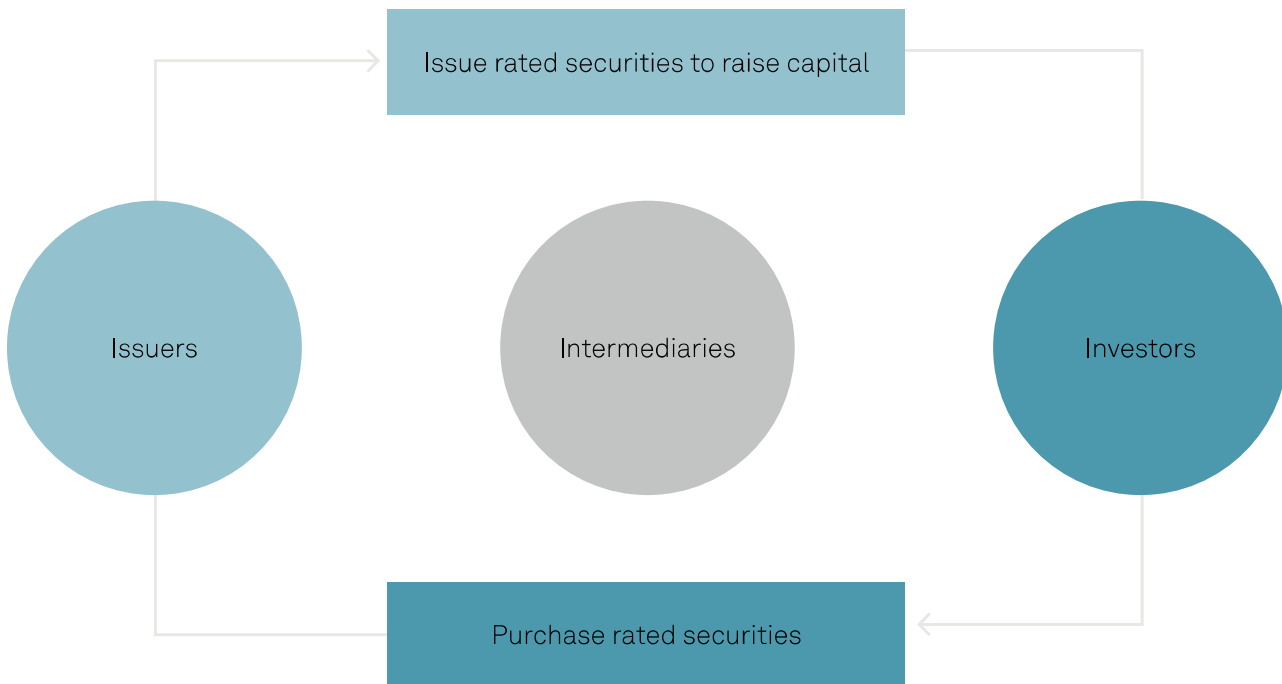 Issue rated securities to raise capital
Issuers
Intermediaries
Investors
Purchase rated securities